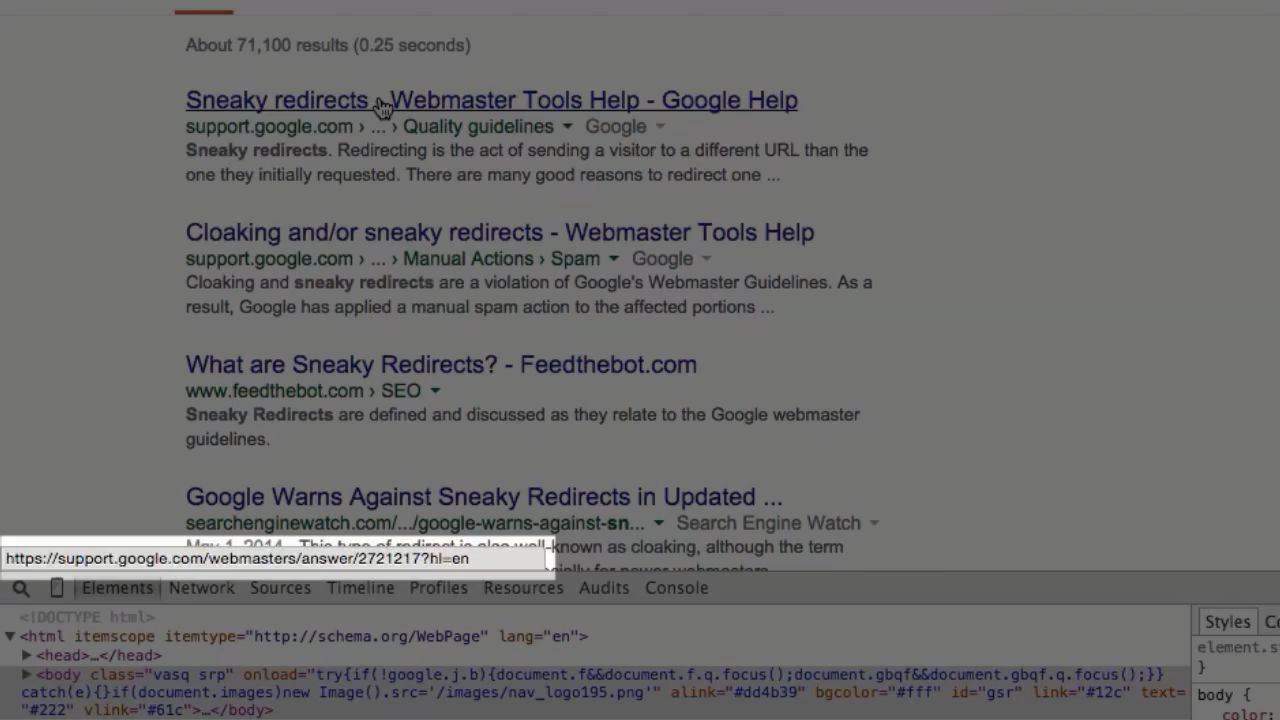 About 71,100 results (0.25 seconds)
Sneaky redirects - Webmaster Tools Help - Google Help
support.google.com › ... › Quality guidelines ▼ Google ▼
Sneaky redirects. Redirecting is the act of sending a visitor to a different URL than the
one they initially requested. There are many good reasons to redirect one ...
Cloaking and/or sneaky redirects - Webmaster Tools Help
support.google.com › ... › Manual Actions › Spam ▼ Google ▼
Cloaking and sneaky redirects are a violation of Google's Webmaster Guidelines. As a
result, Google has applied a manual spam action to the affected portions ...
What are Sneaky Redirects? - Feedthebot.com
www.feedthebot.com › SEO ▼
Sneaky Redirects are defined and discussed as they relate to the Google webmaster
guidelines.
Google Warns Against Sneaky Redirects in Updated ...
searchenginewatch.com/.../google-warns-against-sn... ▼ Search Engine Watch ▼
May 1, 2014 - This type of redirect is also well-known as cloaking, although the term
https://support.google.com/webmasters/answer/2721217?hl=en
Elements Network Sources Timeline Profiles Resources Audits Console
<!DOCTYPE html>
▼<html itemscope itemtype="http://schema.org/WebPage" lang="en">
▶<head>…</head>
▶<body class="vasq srp" onload="try{if(!google.j.b){document.f&&document.f.q.focus();document.gbqf&&document.gbqf.q.focus();}}
catch(e){}if(document.images)new Image().src='/images/nav_logo195.png'" alink="#dd4b39" bgcolor="#fff" id="gsr" link="#12c" text=
"#222" vlink="#61c">…</body>
Styles
element.s
}
body {
color: